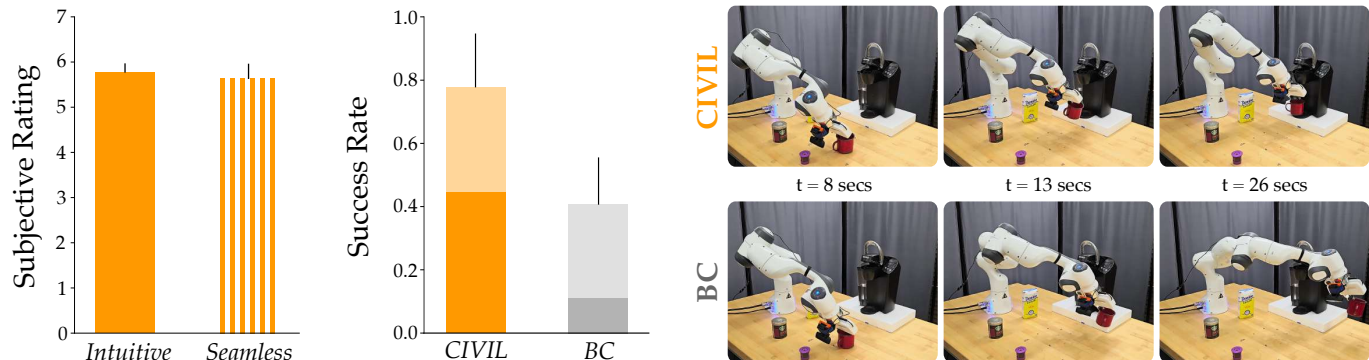 Subjective Rating
7
6
5
4
3
2
1
0
Intuitive
Seamless
Success Rate
1.0
0.8
0.6
0.4
0.2
0.0
CIVIL
BC
CIVIL
t = 8 secs
t = 13 secs
t = 26 secs
BC